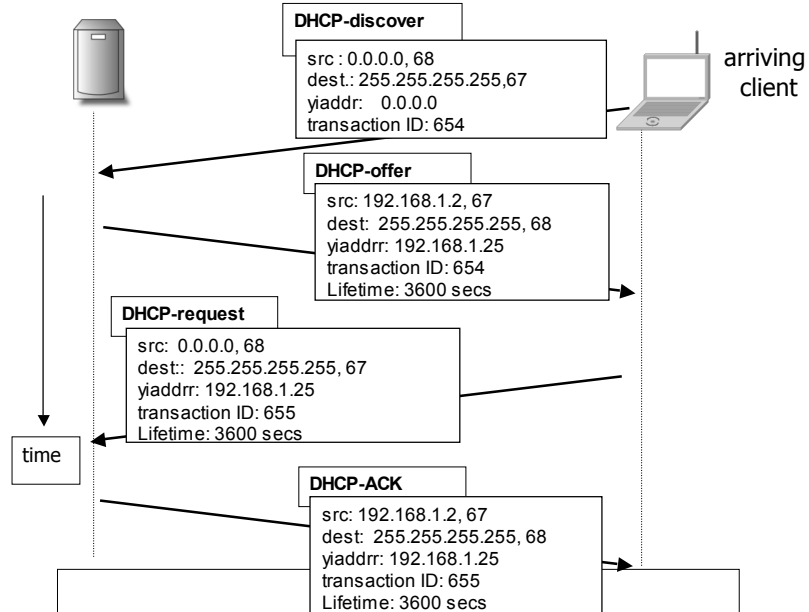 DHCP-discover
src : 0.0.0.0, 68
dest.: 255.255.255.255,67
yiaddr: 0.0.0.0
transaction ID: 654
arriving
client
DHCP-offer
src: 192.168.1.2, 67
dest: 255.255.255.255, 68
yiaddrr: 192.168.1.25
transaction ID: 654
Lifetime: 3600 secs
DHCP-request
src: 0.0.0.0, 68
dest:: 255.255.255.255, 67
yiaddrr: 192.168.1.25
transaction ID: 655
Lifetime: 3600 secs
time
DHCP-ACK
src: 192.168.1.2, 67
dest: 255.255.255.255, 68
yiaddrr: 192.168.1.25
transaction ID: 655
Lifetime: 3600 secs